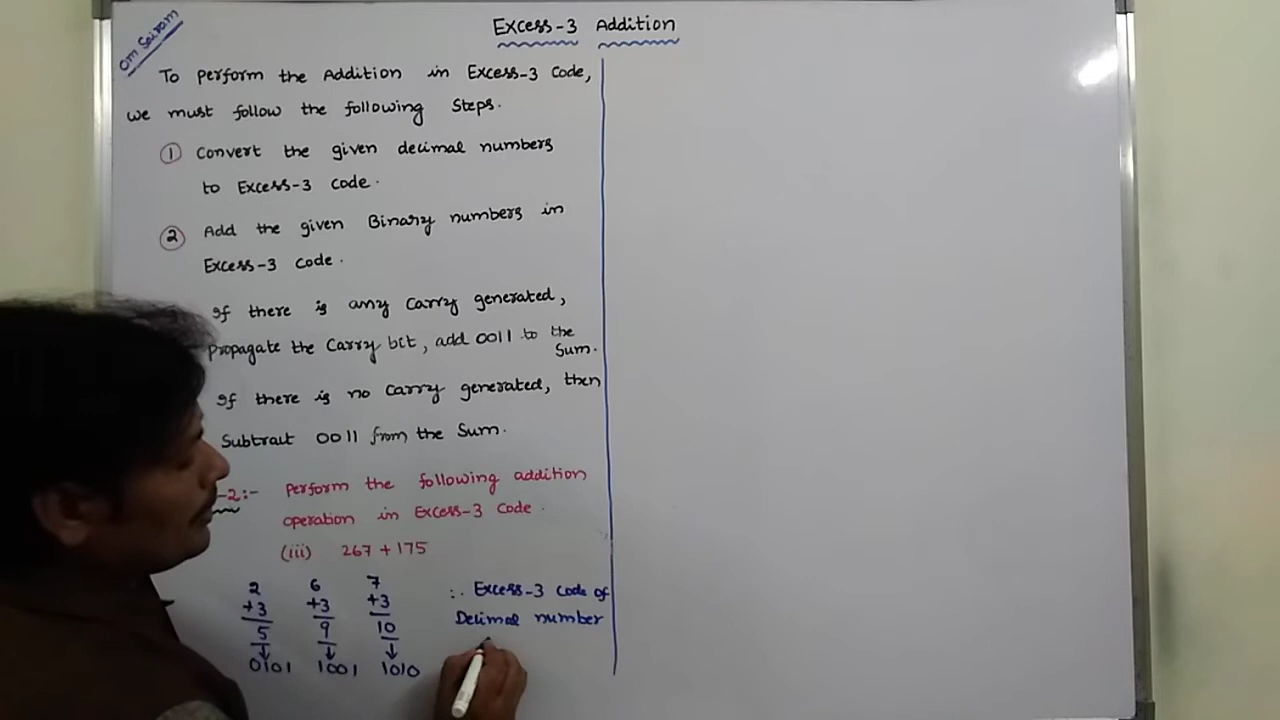 Om Sairam
Excess-3 Addition
To perform the Addition in Excess-3 Code,
we must follow the following Steps.
① Convert the given decimal numbers
to Excess-3 code.
② Add the given Binary numbers in
Excess-3 code.
If there is any carry generated,
propagate the carry bit, add 0011 to the
Sum.
If there is no carry generated, then
Subtract 0011 from the Sum.
-2:- Perform the following addition
operation in Excess-3 Code.
(iii) 267 + 175
2 6 7
+3 +3 +3
5 9 10
↓ ↓ ↓
0101 1001 1010
∴ Excess-3 code of
Decimal number